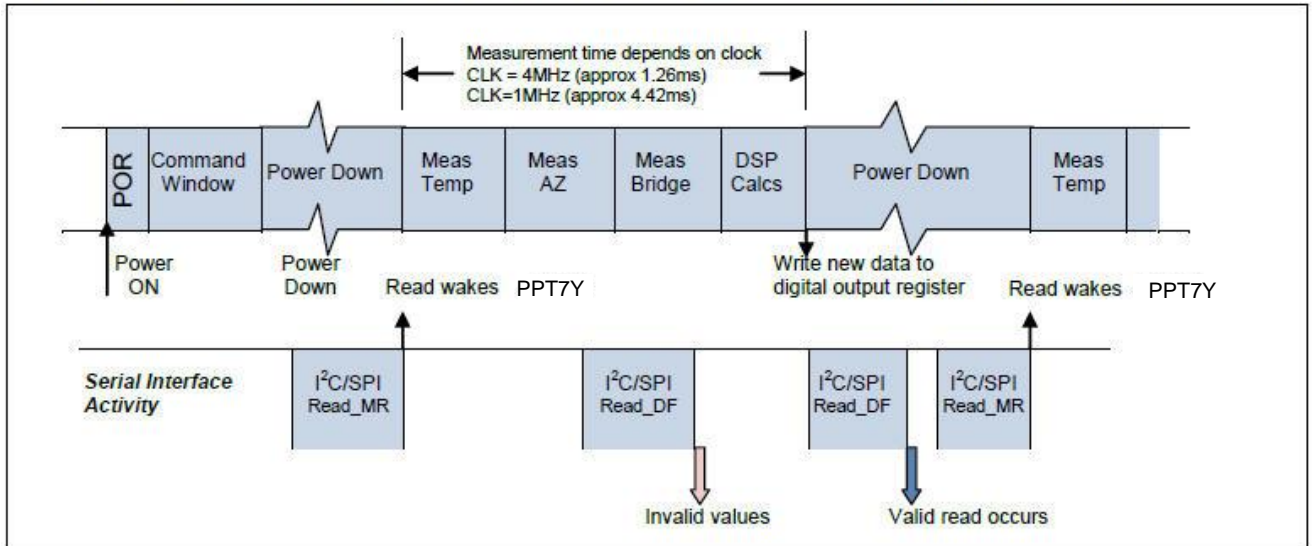 Measurement time depends on clock
CLK = 4MHz (approx 1.26ms)
CLK=1MHz (approx 4.42ms)
POR
Command
Window
Power Down
Meas
Temp
Meas
AZ
Meas
Bridge
DSP
Calcs
Power Down
Meas
Temp
Power
ON
Power
Down
Read wakes PPT7Y
Write new data to
digital output register
Read wakes PPT7Y
Serial Interface
Activity
I²C/SPI
Read_MR
I²C/SPI
Read_DF
I²C/SPI
Read_DF
I²C/SPI
Read_MR
Invalid values
Valid read occurs